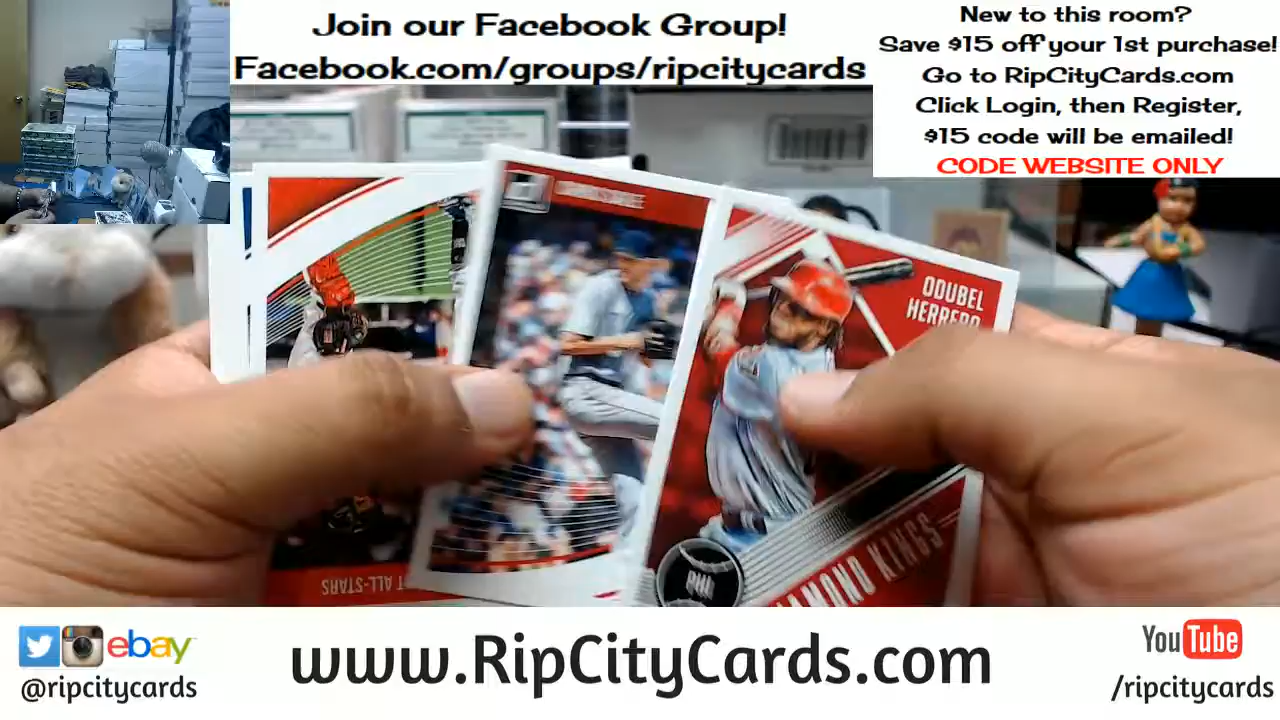 Join our Facebook Group!
Facebook.com/groups/ripcitycards
New to this room?
Save $15 off your 1st purchase!
Go to RipCityCards.com
Click Login, then Register,
$15 code will be emailed!
CODE WEBSITE ONLY
ODUBEL
HERRERA
PHI
DIAMOND KINGS
T ALL-STARS
ebay
@ripcitycards
www.RipCityCards.com
YouTube
/ripcitycards